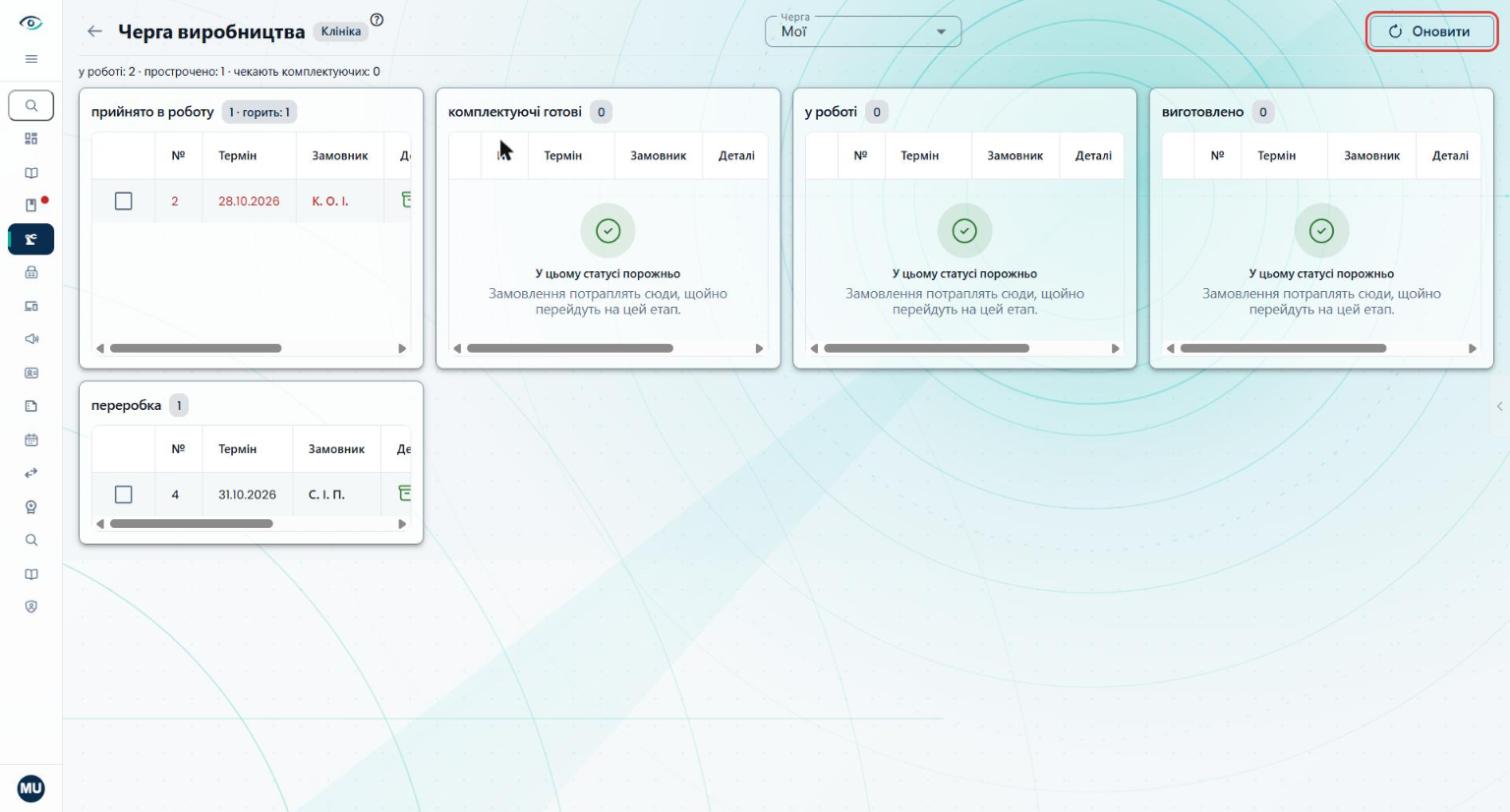 Черга виробництва Клініка ?
Черга
Мої
Оновити
у роботі: 2 · прострочено: 1 · чекають комплектуючих: 0
прийнято в роботу 1 · горить: 1
№ Термін Замовник
2 28.10.2026 К. О. І.
комплектуючі готові 0
Термін Замовник Деталі
У цьому статусі порожньо
Замовлення потраплять сюди, щойно
перейдуть на цей етап.
у роботі 0
№ Термін Замовник Деталі
У цьому статусі порожньо
Замовлення потраплять сюди, щойно
перейдуть на цей етап.
виготовлено 0
№ Термін Замовник Деталі
У цьому статусі порожньо
Замовлення потраплять сюди, щойно
перейдуть на цей етап.
переробка 1
№ Термін Замовник Де
4 31.10.2026 С. І. П.
MU